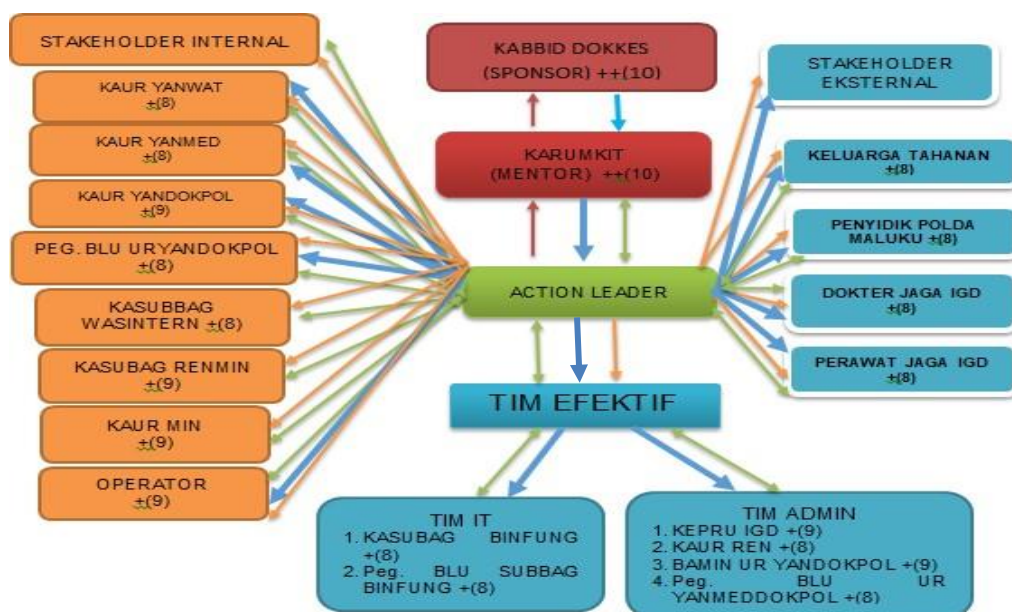 STAKEHOLDER INTERNAL
KAUR YANWAT
+(8)
KAUR YANMED
+(8)
KAUR YANDOKPOL
+(9)
PEG. BLU URYANDOKPOL
+(8)
KASUBBAG
WASINTERN +(8)
KASUBAG RENMIN
+(9)
KAUR MIN
+(9)
OPERATOR
+(9)
KABBID DOKKES
(SPONSOR) ++(10)
KARUMKIT
(MENTOR) ++(10)
ACTION LEADER
TIM EFEKTIF
TIM IT
1. KASUBAG BINFUNG
+(8)
2. Peg. BLU SUBBAG
BINFUNG +(8)
TIM ADMIN
1. KEPRU IGD +(9)
2. KAUR REN +(8)
3. BAMIN UR YANDOKPOL +(9)
4. Peg. BLU UR
YANMEDDOKPOL +(8)
STAKEHOLDER
EKSTERNAL
KELUARGA TAHANAN
+(8)
PENYIDIK POLDA
MALUKU +(8)
DOKTER JAGA IGD
+(8)
PERAWAT JAGA IGD
+(8)